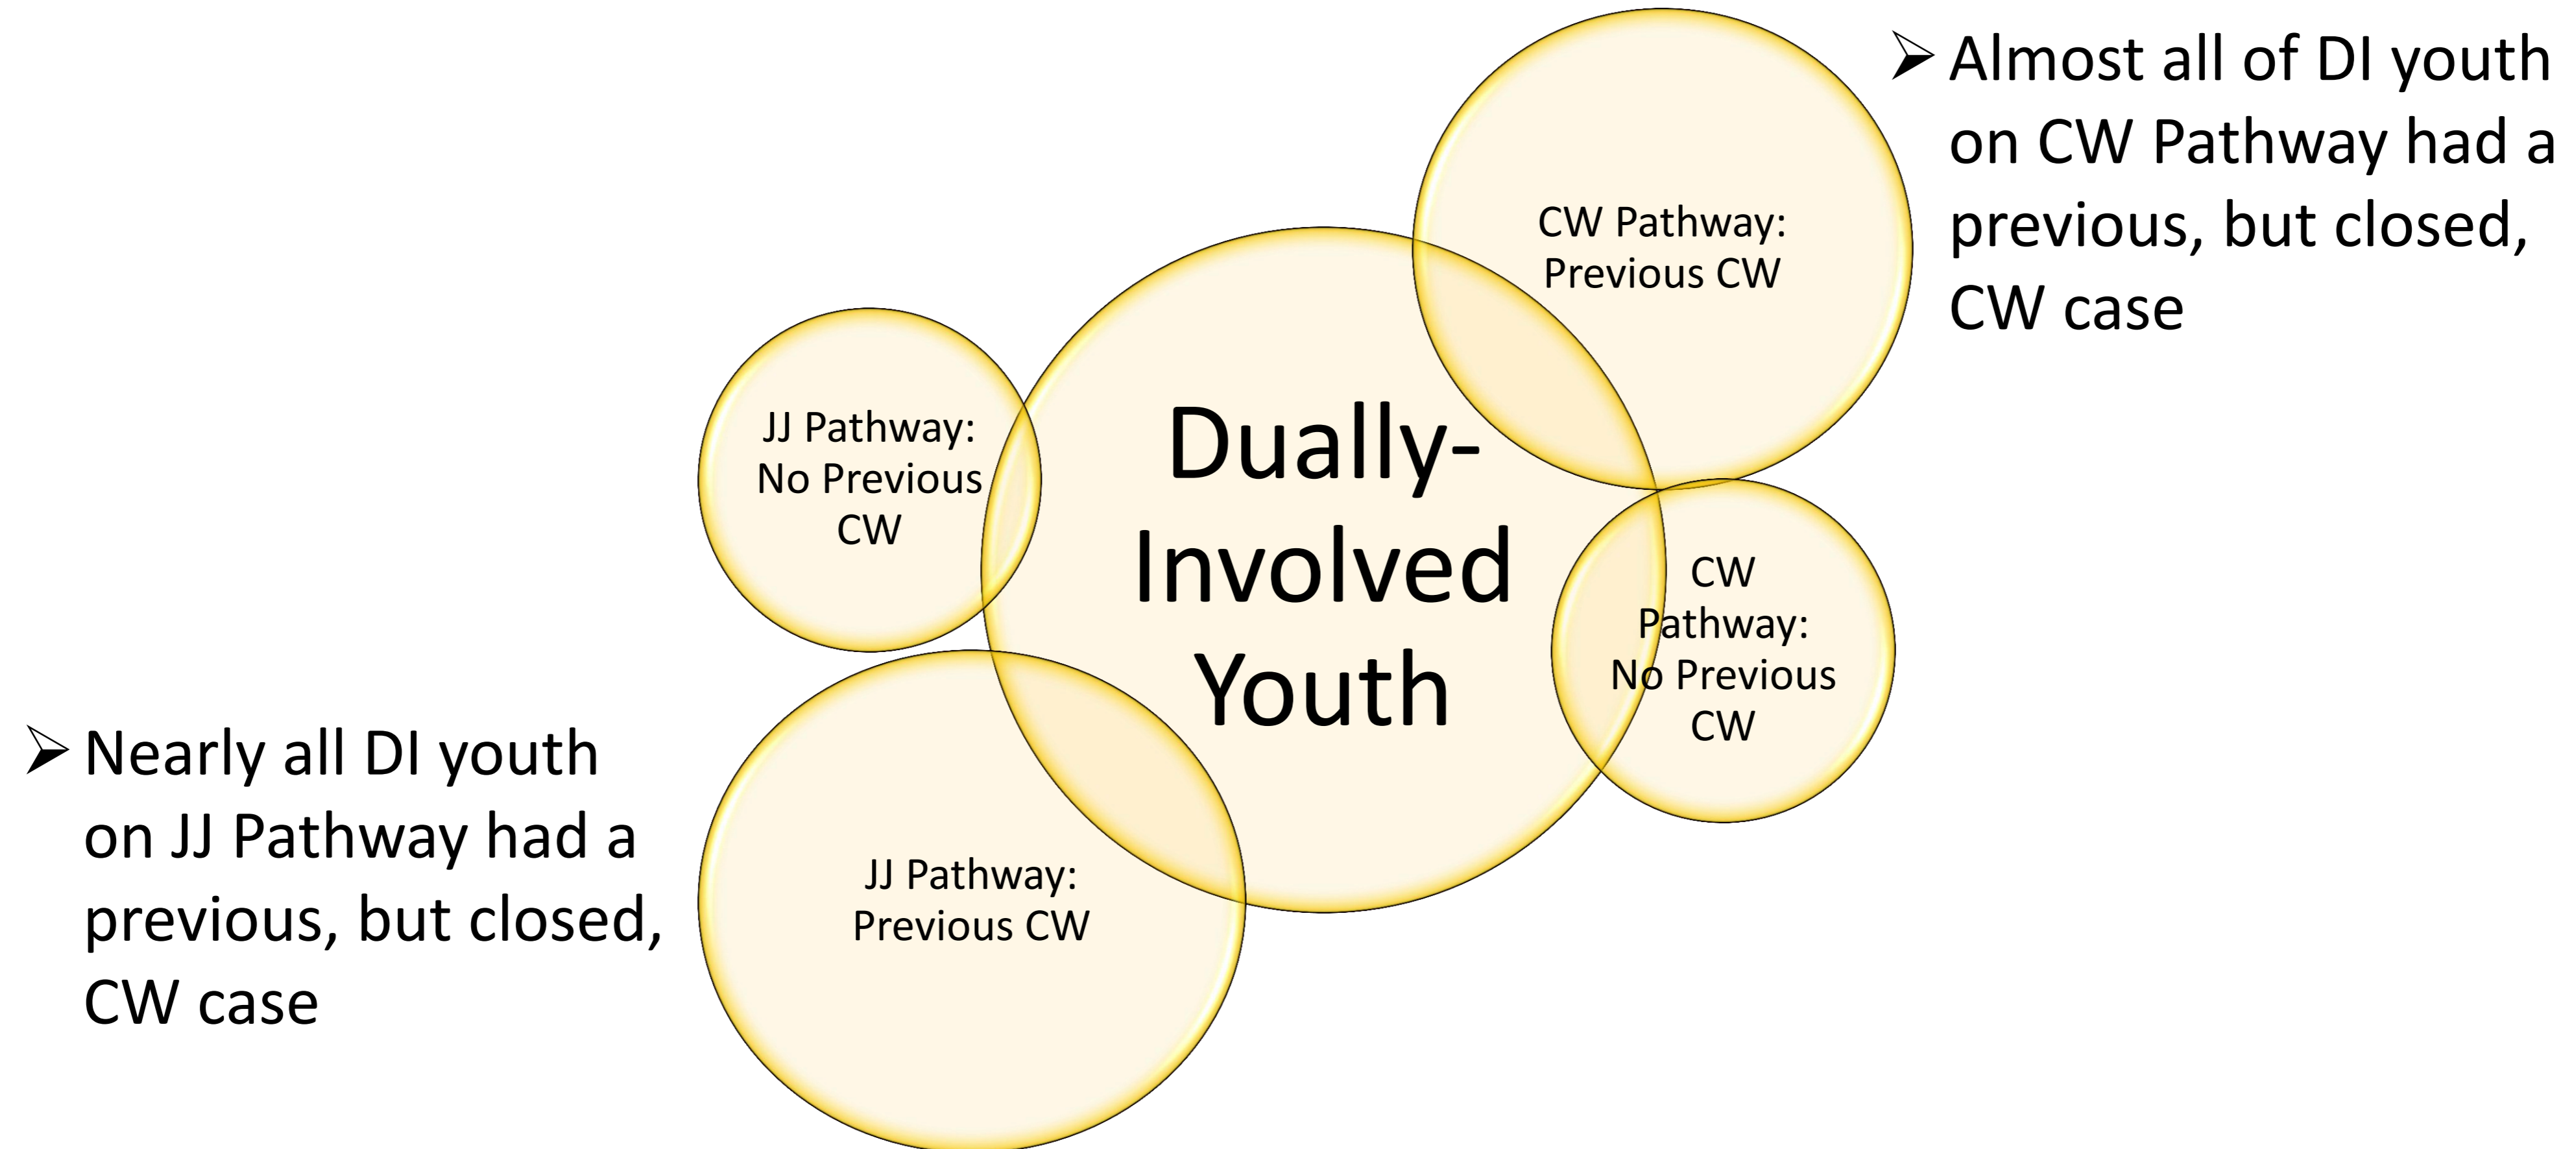 ➢ Almost all of DI youth
on CW Pathway had a
previous, but closed,
CW case
CW Pathway:
Previous CW
JJ Pathway:
No Previous
CW
Dually-
Involved
Youth
CW
Pathway:
No Previous
CW
➢ Nearly all DI youth
on JJ Pathway had a
previous, but closed,
CW case
JJ Pathway:
Previous CW